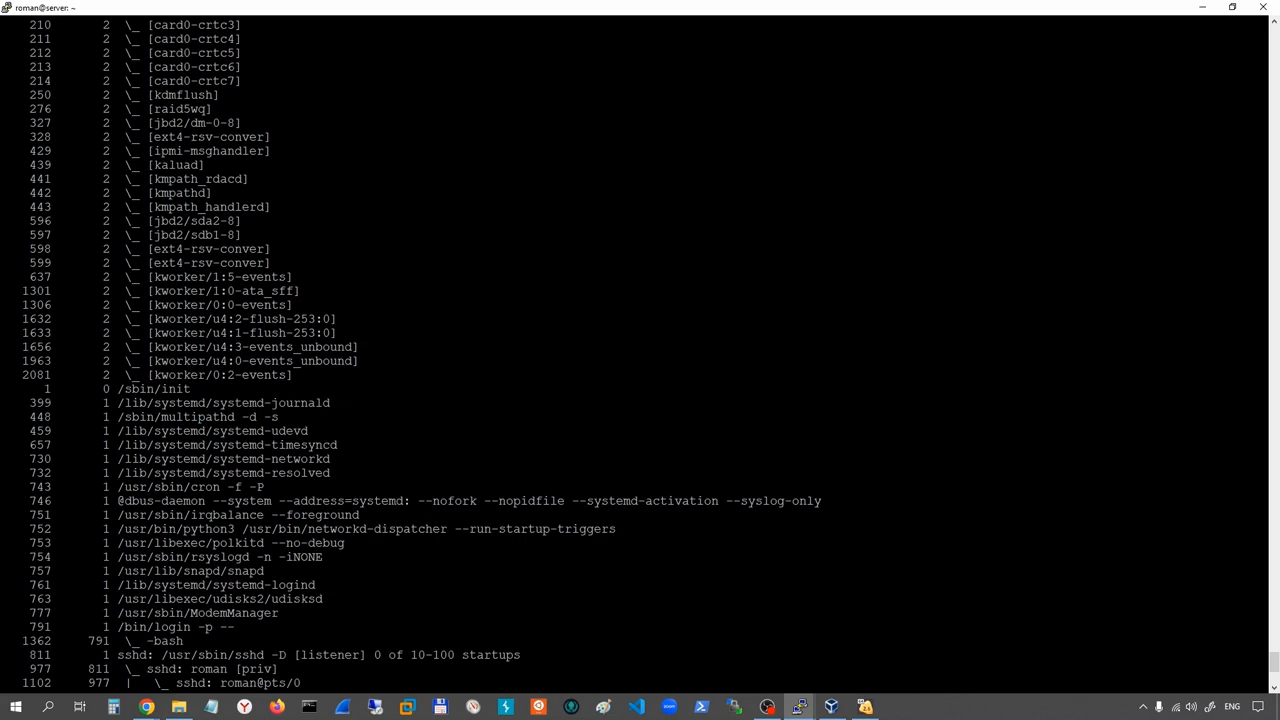 roman@server: ~
210 2 \_ [card0-crtc3]
211 2 \_ [card0-crtc4]
212 2 \_ [card0-crtc5]
213 2 \_ [card0-crtc6]
214 2 \_ [card0-crtc7]
250 2 \_ [kdmflush]
276 2 \_ [raid5wq]
327 2 \_ [jbd2/dm-0-8]
328 2 \_ [ext4-rsv-conver]
429 2 \_ [ipmi-msghandler]
439 2 \_ [kaluad]
441 2 \_ [kmpath_rdacd]
442 2 \_ [kmpathd]
443 2 \_ [kmpath_handlerd]
596 2 \_ [jbd2/sda2-8]
597 2 \_ [jbd2/sdb1-8]
598 2 \_ [ext4-rsv-conver]
599 2 \_ [ext4-rsv-conver]
637 2 \_ [kworker/1:5-events]
1301 2 \_ [kworker/1:0-ata_sff]
1306 2 \_ [kworker/0:0-events]
1632 2 \_ [kworker/u4:2-flush-253:0]
1633 2 \_ [kworker/u4:1-flush-253:0]
1656 2 \_ [kworker/u4:3-events_unbound]
1963 2 \_ [kworker/u4:0-events_unbound]
2081 2 \_ [kworker/0:2-events]
1 0 /sbin/init
399 1 /lib/systemd/systemd-journald
448 1 /sbin/multipathd -d -s
459 1 /lib/systemd/systemd-udevd
657 1 /lib/systemd/systemd-timesyncd
730 1 /lib/systemd/systemd-networkd
732 1 /lib/systemd/systemd-resolved
743 1 /usr/sbin/cron -f -P
746 1 @dbus-daemon --system --address=systemd: --nofork --nopidfile --systemd-activation --syslog-only
751 1 /usr/sbin/irqbalance --foreground
752 1 /usr/bin/python3 /usr/bin/networkd-dispatcher --run-startup-triggers
753 1 /usr/libexec/polkitd --no-debug
754 1 /usr/sbin/rsyslogd -n -iNONE
757 1 /usr/lib/snapd/snapd
761 1 /lib/systemd/systemd-logind
763 1 /usr/libexec/udisks2/udisksd
777 1 /usr/sbin/ModemManager
791 1 /bin/login -p --
1362 791 \_ -bash
811 1 sshd: /usr/sbin/sshd -D [listener] 0 of 10-100 startups
977 811 \_ sshd: roman [priv]
1102 977 | \_ sshd: roman@pts/0
ENG